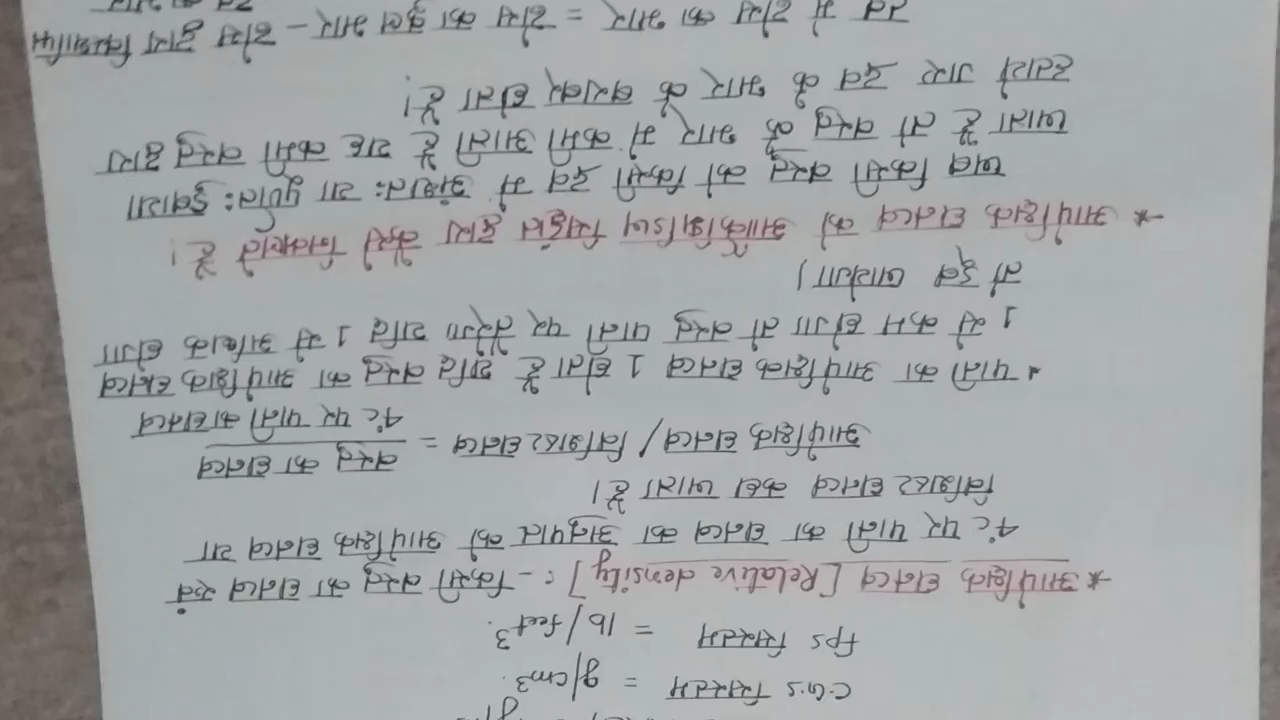 C.G.S सिस्टम = g/cm³
fps सिस्टम = lb/feet³
*आपेक्षिक घनत्व [Relative density] :- किसी वस्तु का घनत्व एवं
4°c पर पानी का घनत्व का अनुपात को आपेक्षिक घनत्व या
विशिष्ट घनत्व कहा जाता है।
आपेक्षिक घनत्व/विशिष्ट घनत्व = वस्तु का घनत्व
4°c पर पानी का घनत्व
* पानी का आपेक्षिक घनत्व 1 होता है यदि वस्तु का आपेक्षिक घनत्व
1 से कम होगा तो वस्तु पानी पर तैरेगा यदि 1 से अधिक होगा
तो डूब जायेगा)
* आपेक्षिक घनत्व को आर्कीमिडिज सिद्धांत द्वारा कैसे निकालते है।
जब किसी वस्तु को किसी द्रव में अंशतः या पूर्णतः डुबाया
जाता है तो वस्तु के भार में कमी आती है यह कमी वस्तु द्वारा
हटाये गए द्रव के भार के बराबर होता है।
द्रव में ठोस का भार = ठोस का कुल भार - ठोस द्वारा विस्थापित